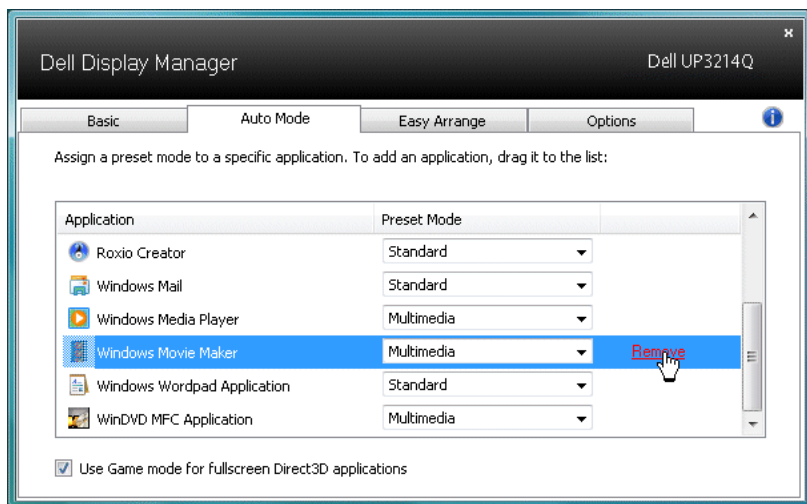 x
Dell Display Manager Dell UP3214Q
Basic Auto Mode Easy Arrange Options i
Assign a preset mode to a specific application. To add an application, drag it to the list:
Application Preset Mode
Roxio Creator Standard
Windows Mail Standard
Windows Media Player Multimedia
Windows Movie Maker Multimedia Remove
Windows Wordpad Application Standard
WinDVD MFC Application Multimedia
Use Game mode for fullscreen Direct3D applications